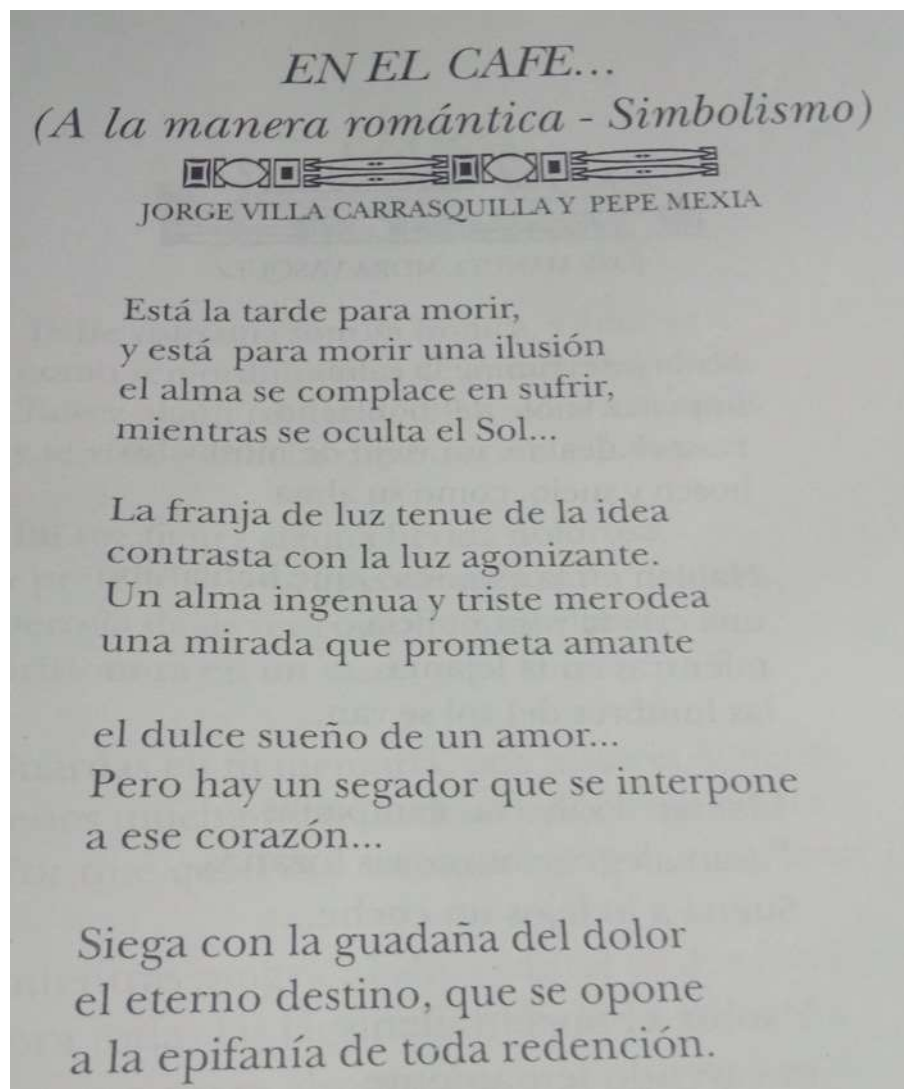 EN EL CAFE...
(A la manera romántica - Simbolismo)
JORGE VILLA CARRASQUILLA Y PEPE MEXIA
Está la tarde para morir,
y está para morir una ilusión
el alma se complace en sufrir,
mientras se oculta el Sol...
La franja de luz tenue de la idea
contrasta con la luz agonizante.
Un alma ingenua y triste merodea
una mirada que prometa amante
el dulce sueño de un amor...
Pero hay un segador que se interpone
a ese corazón...
Siega con la guadaña del dolor
el eterno destino, que se opone
a la epifanía de toda redención.